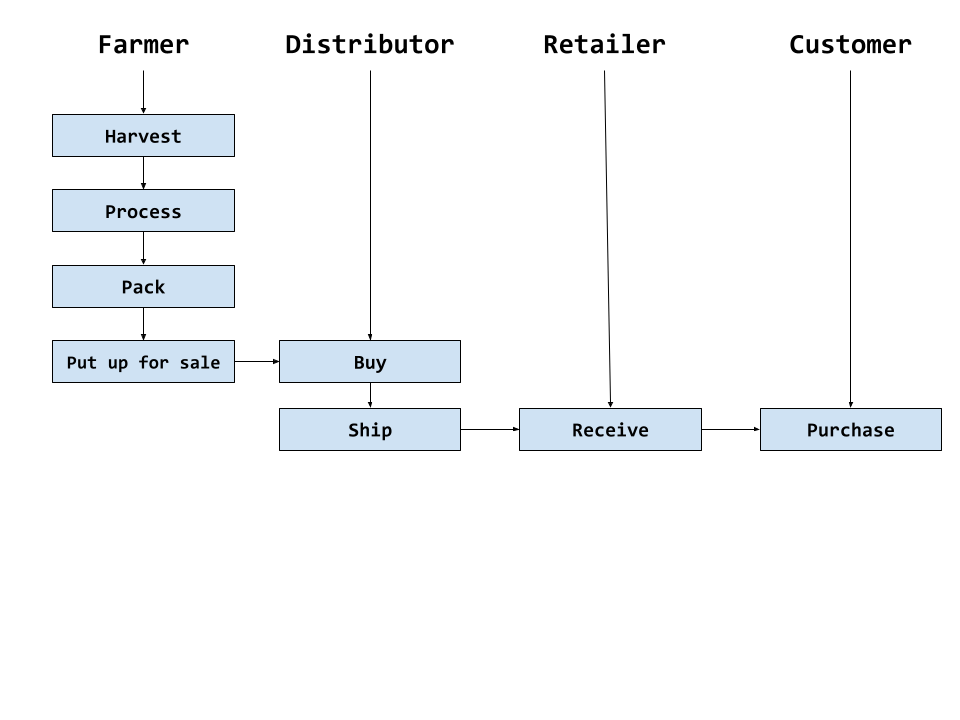 Farmer
Distributor
Retailer
Customer
Harvest
Process
Pack
Put up for sale
Buy
Ship
Receive
Purchase